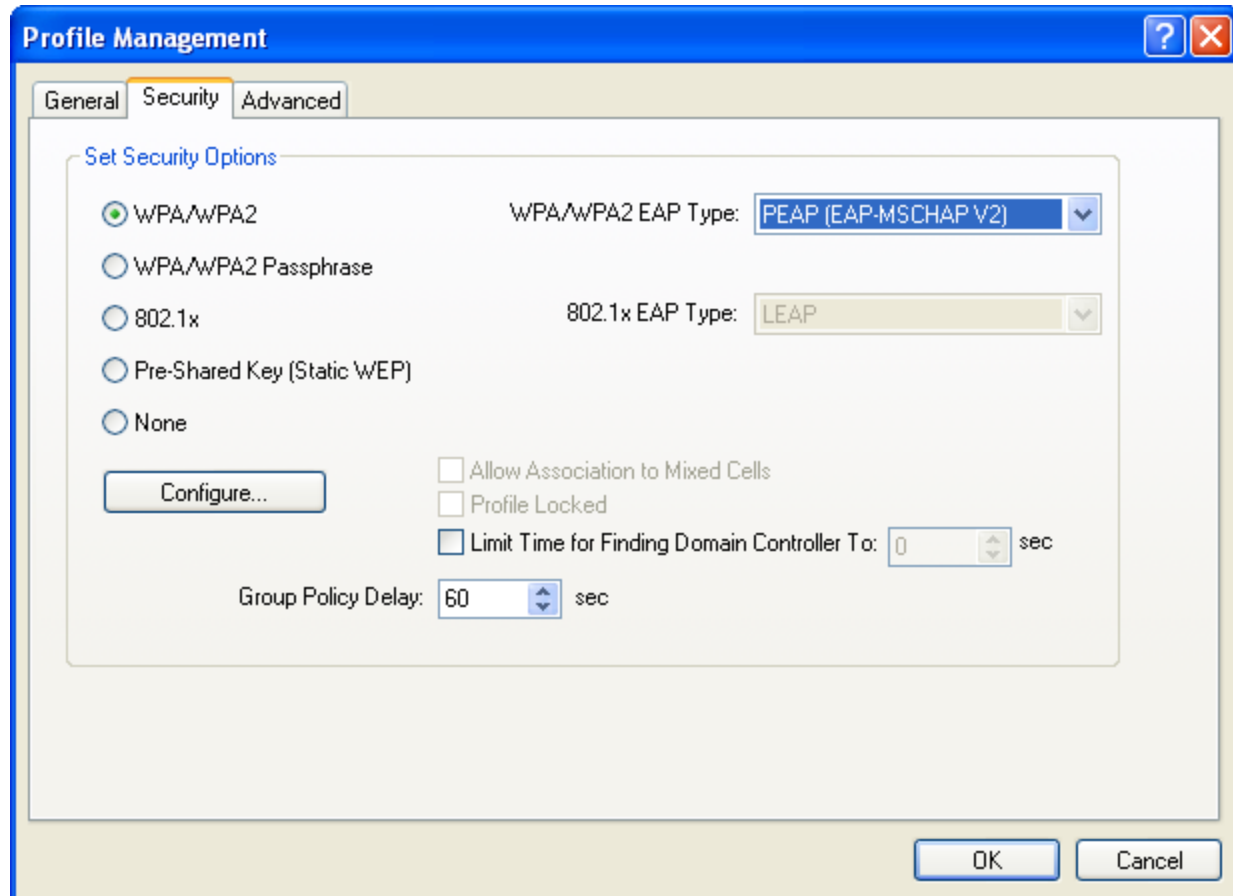 Profile Management
General Security Advanced
Set Security Options
WPA/WPA2 WPA/WPA2 EAP Type: PEAP (EAP-MSCHAP V2)
WPA/WPA2 Passphrase
802.1x 802.1x EAP Type: LEAP
Pre-Shared Key (Static WEP)
None
Configure... Allow Association to Mixed Cells
Profile Locked
Limit Time for Finding Domain Controller To: 0 sec
Group Policy Delay: 60 sec
OK Cancel